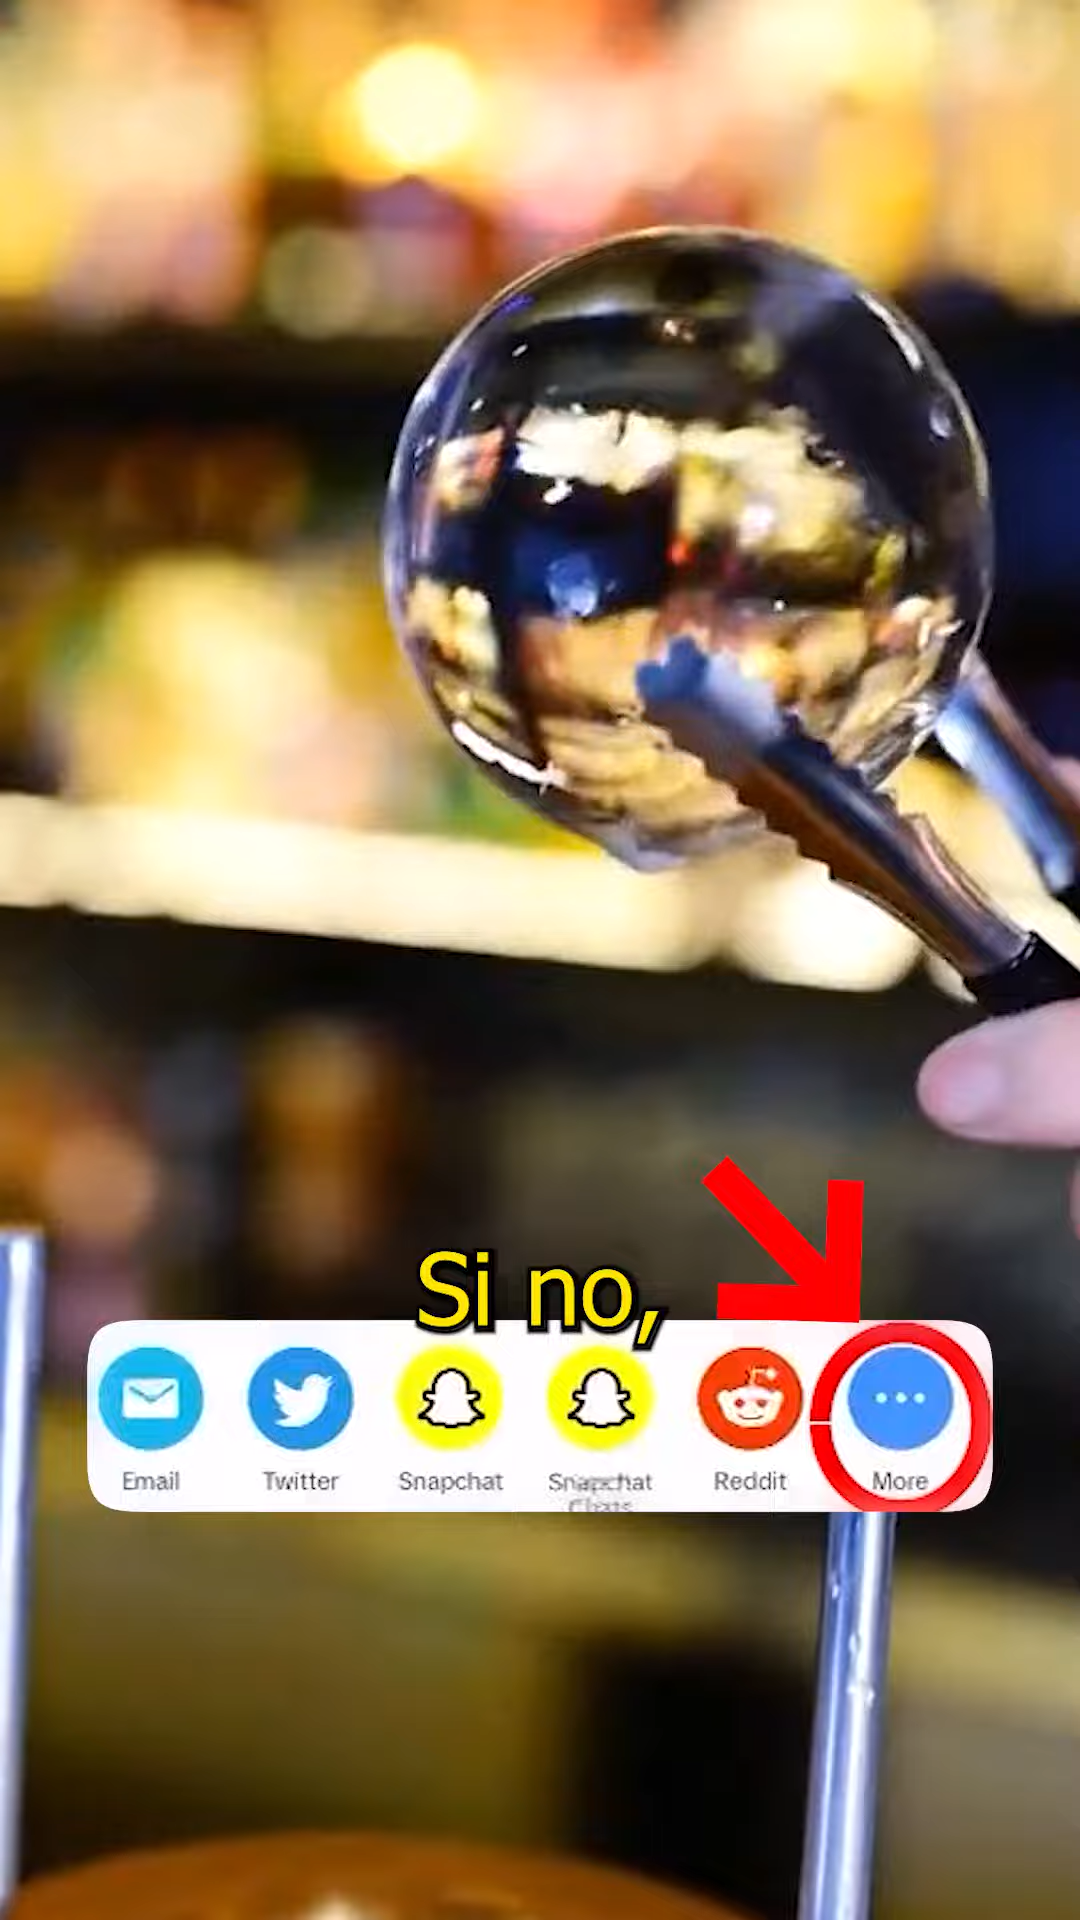 Si no,
Email
Twitter
Snapchat
Snapchat
Reddit
More